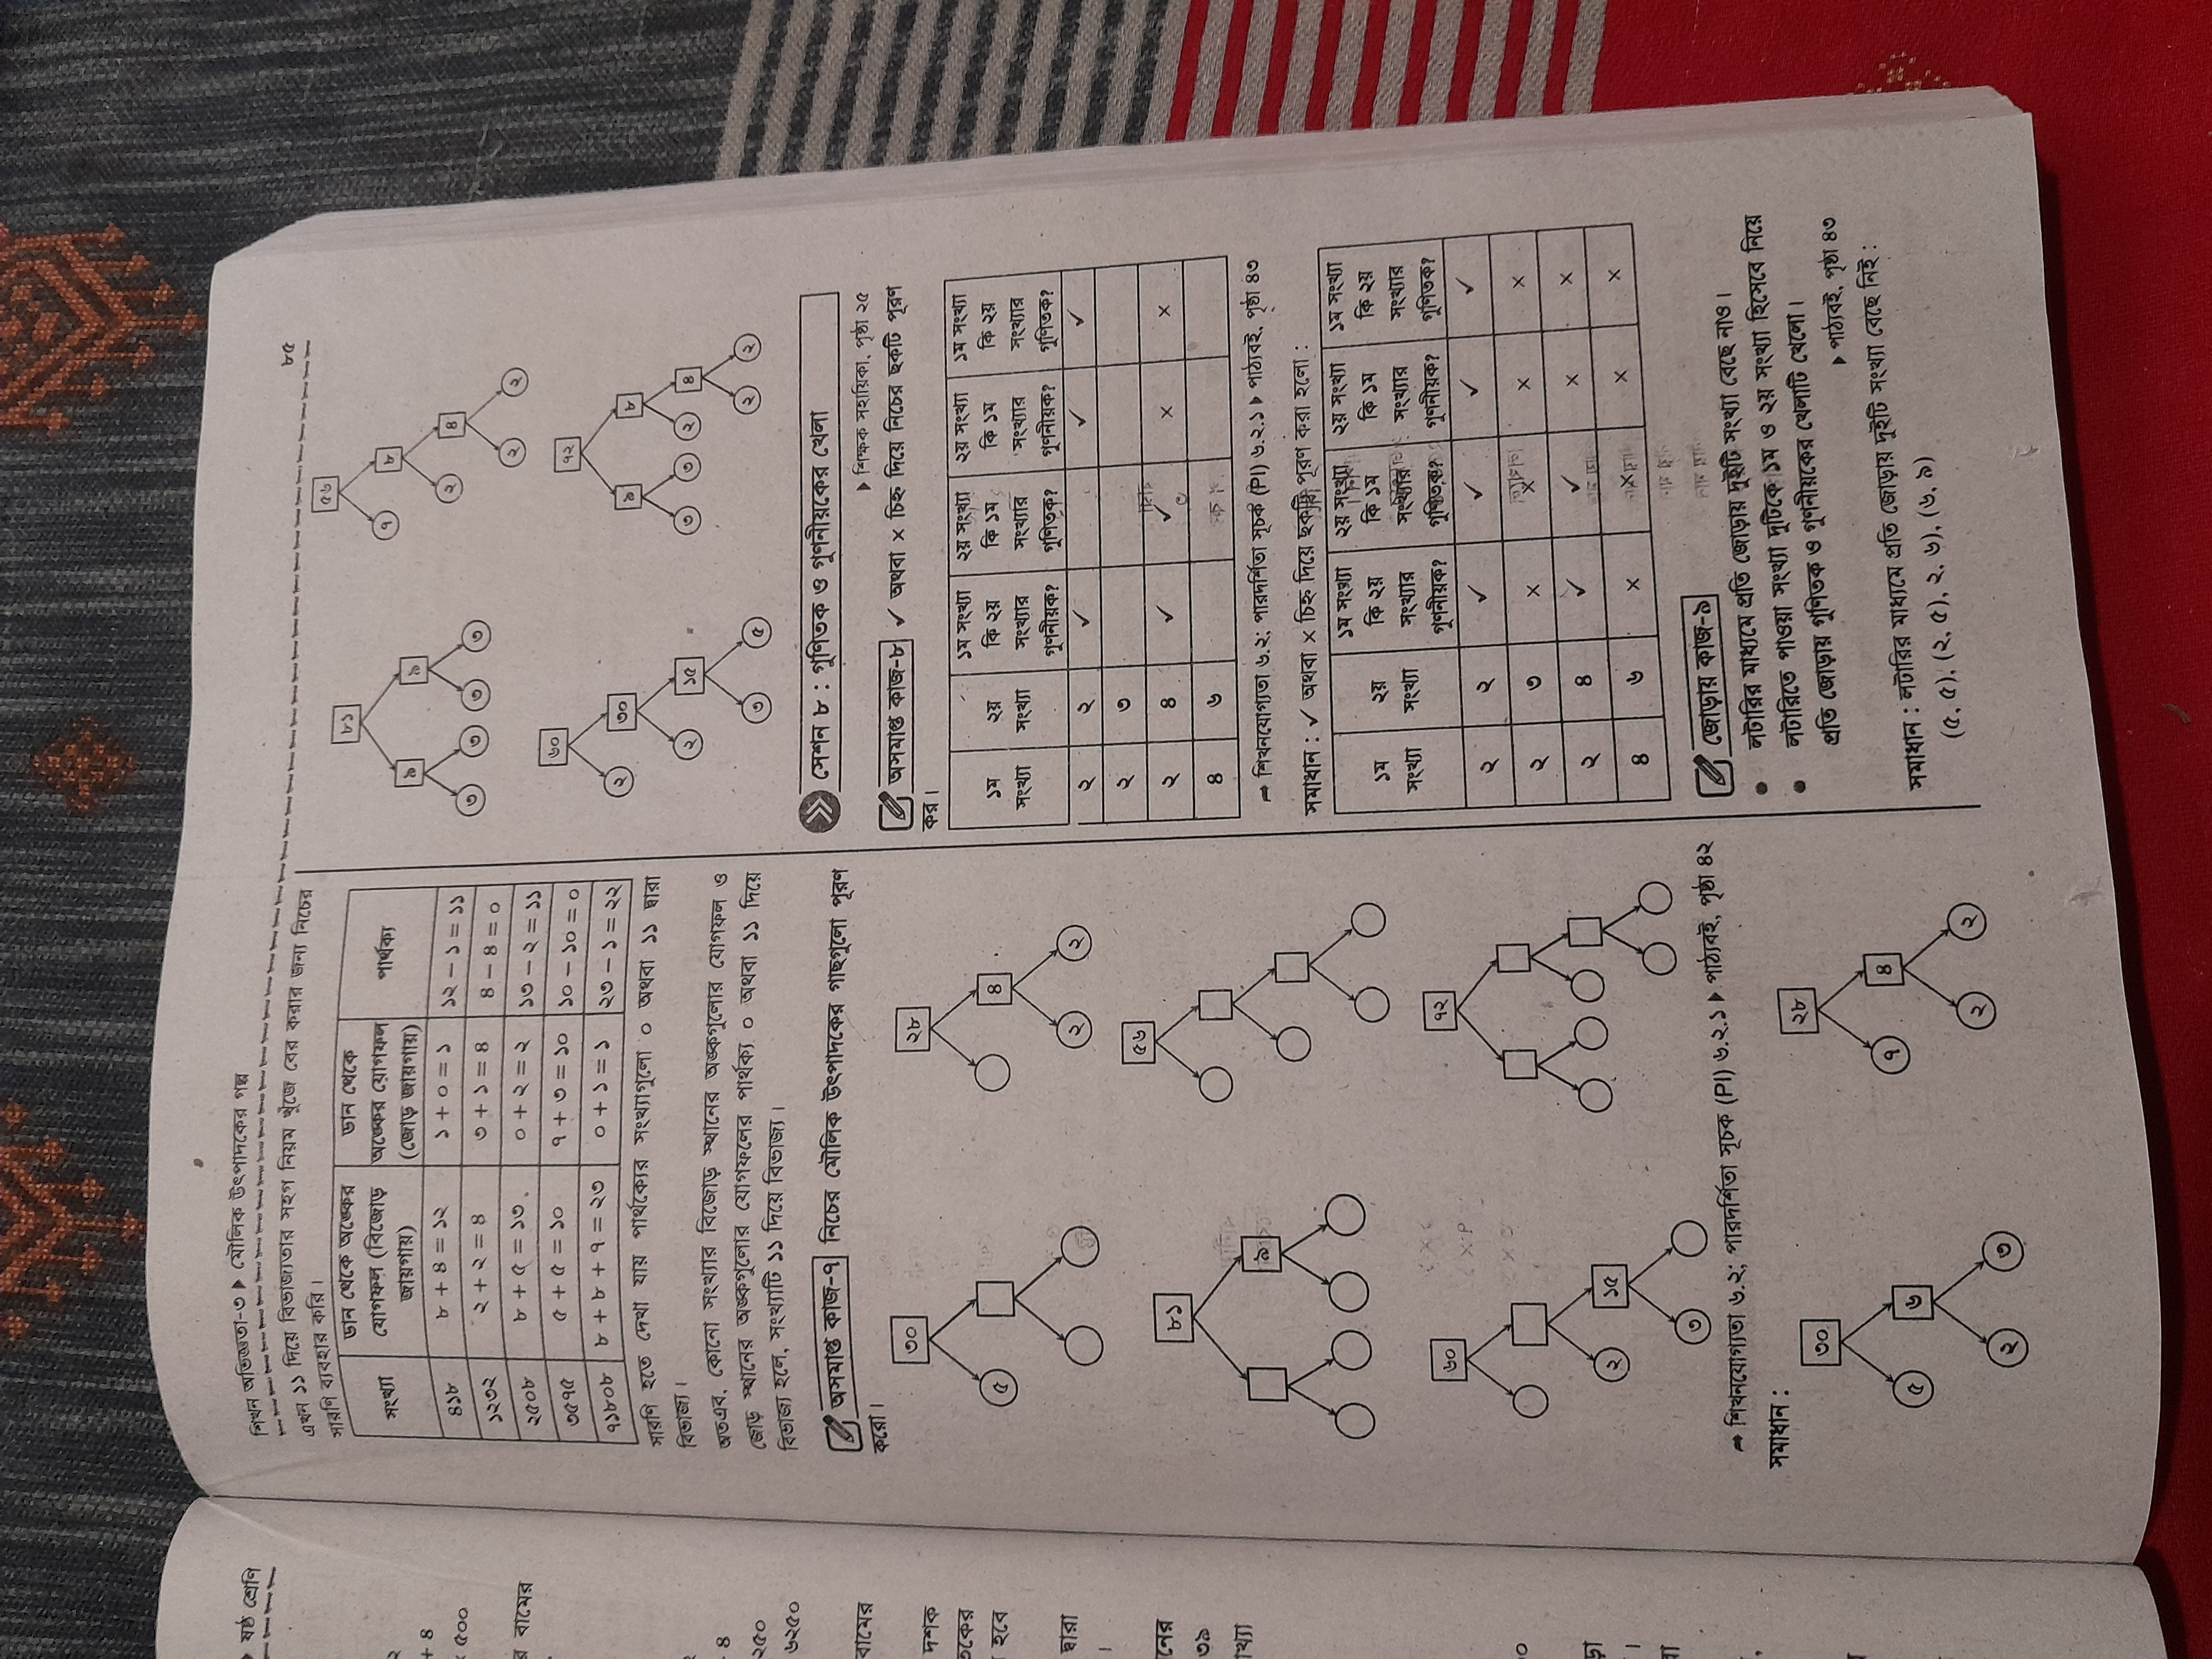 ষষ্ঠ শ্রেণি
+ ৪
৫০০
বামের
৪
২৫০
৬২৫০
বামের
দশক
হবে
দ্বারা
।
৩৯
শিখন অভিজ্ঞতা-৩ ▶ মৌলিক উৎপাদকের গল্প
৮৫
এখন ১১ দিয়ে বিভাজ্যতার সহগ নিয়ম খুঁজে বের করার জন্য নিচের
সারণি ব্যবহার করি।
সংখ্যা
ডান থেকে অঙ্কের
যোগফল (বিজোড়
জায়গায়)
ডান থেকে
অঙ্কের যোগফল
(জোড় জায়গায়)
পার্থক্য
৪১৮ ৮ + ৪ = ১২ ১ + ০ = ১ ১২ − ১ = ১১
১২৩২ ২ + ২ = ৪ ৩ + ১ = ৪ ৪ − ৪ = ০
২৫০৮ ৮ + ৫ = ১৩ ০ + ২ = ২ ১৩ − ২ = ১১
৩৫৭৫ ৫ + ৫ = ১০ ৭ + ৩ = ১০ ১০ − ১০ = ০
৭১৮০৮ ৮ + ৮ + ৭ = ২৩ ০ + ১ = ১ ২৩ − ১ = ২২
সারণি হতে দেখা যায় পার্থক্যের সংখ্যাগুলো ০ অথবা ১১ দ্বারা
বিভাজ্য।
অতএব, কোনো সংখ্যার বিজোড় স্থানের অঙ্কগুলোর যোগফল ও
জোড় স্থানের অঙ্কগুলোর যোগফলের পার্থক্য ০ অথবা ১১ দিয়ে
বিভাজ্য হলে, সংখ্যাটি ১১ দিয়ে বিভাজ্য।
অসমাপ্ত কাজ-৭ নিচের মৌলিক উৎপাদকের গাছগুলো পূরণ
করো।
৩০ ২৮
৫ ৪
২ ২
৮১ ৫৬
৯
৬০ ৭২
২ ১৫
৩
➡ শিখনযোগ্যতা ৬.২; পারদর্শিতা সূচক (PI) ৬.২.১ ▶ পাঠ্যবই, পৃষ্ঠা ৪২
সমাধান :
৩০ ২৮
৫ ৬ ৭ ৪
২ ৩ ২ ২
৮১ ৫৬
৯ ৯ ৭ ৮
৩ ৩ ৩ ৩ ২ ৪
২ ২
৬০ ৭২
২ ৩০ ৯ ৮
২ ১৫ ৩ ৩ ২ ৪
৩ ৫ ২ ২
সেশন ৮ : গুণিতক ও গুণনীয়কের খেলা
▶ শিক্ষক সহায়িকা, পৃষ্ঠা ২৫
অসমাপ্ত কাজ-৮ ✓ অথবা × চিহ্ন দিয়ে নিচের ছকটি পূরণ
কর।
১ম
সংখ্যা
২য়
সংখ্যা
১ম সংখ্যা
কি ২য়
সংখ্যার
গুণনীয়ক?
২য় সংখ্যা
কি ১ম
সংখ্যার
গুণিতক?
২য় সংখ্যা
কি ১ম
সংখ্যার
গুণনীয়ক?
১ম সংখ্যা
কি ২য়
সংখ্যার
গুণিতক?
২ ২ ✓ ✓ ✓
২ ৩
২ ৪ ✓ ✓ × ×
৪ ৬
➡ শিখনযোগ্যতা ৬.২; পারদর্শিতা সূচক (PI) ৬.২.১ ▶ পাঠ্যবই, পৃষ্ঠা ৪৩
সমাধান : ✓ অথবা × চিহ্ন দিয়ে ছকটি পূরণ করা হলো :
১ম
সংখ্যা
২য়
সংখ্যা
১ম সংখ্যা
কি ২য়
সংখ্যার
গুণনীয়ক?
২য় সংখ্যা
কি ১ম
সংখ্যার
গুণিতক?
২য় সংখ্যা
কি ১ম
সংখ্যার
গুণনীয়ক?
১ম সংখ্যা
কি ২য়
সংখ্যার
গুণিতক?
২ ২ ✓ ✓ ✓ ✓
২ ৩ × × × ×
২ ৪ ✓ ✓ × ×
৪ ৬ × × × ×
জোড়ায় কাজ-৯
● লটারির মাধ্যমে প্রতি জোড়ায় দুইটি সংখ্যা বেছে নাও।
● লটারিতে পাওয়া সংখ্যা দুটিকে ১ম ও ২য় সংখ্যা হিসেবে নিয়ে
প্রতি জোড়ায় গুণিতক ও গুণনীয়কের খেলাটি খেলো।
▶ পাঠ্যবই, পৃষ্ঠা ৪৩
সমাধান : লটারির মাধ্যমে প্রতি জোড়ায় দুইটি সংখ্যা বেছে নিই :
(৫, ৫), (২, ৫), ২, ৬), (৬, ৯)